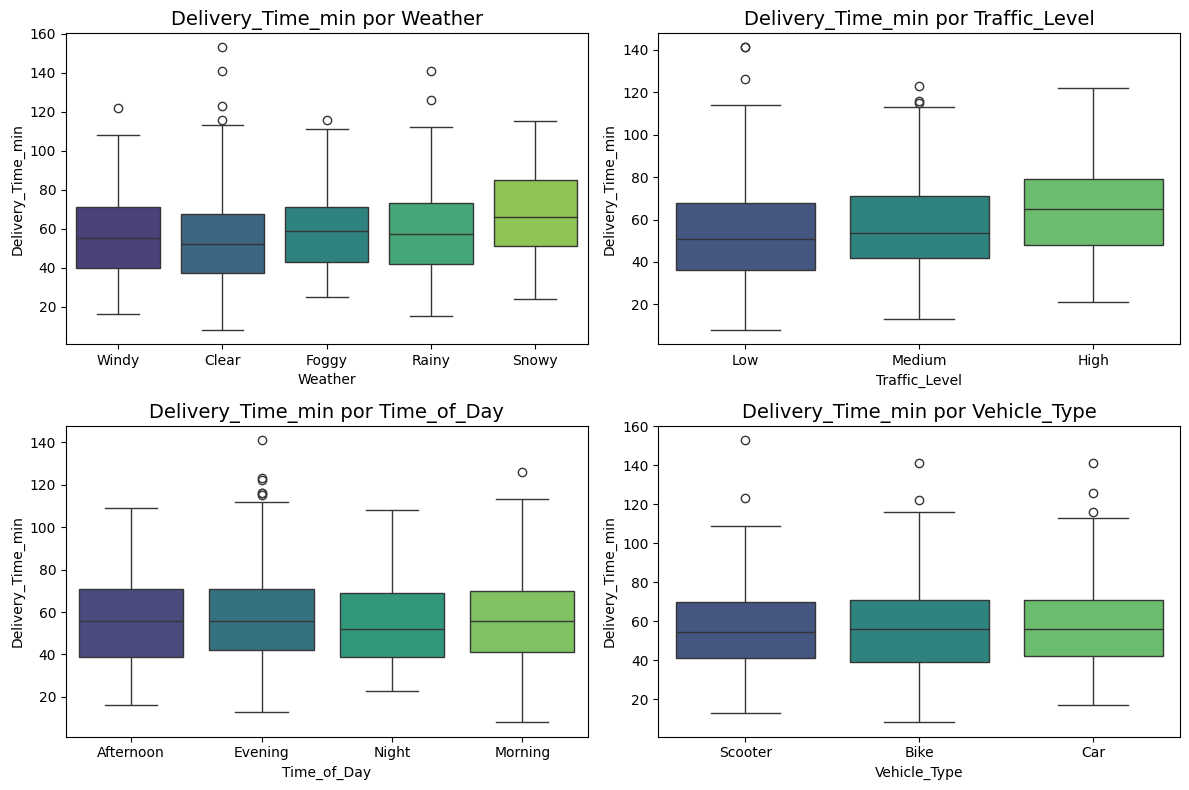 Delivery_Time_min por Weather
Delivery_Time_min
160
140
120
100
80
60
40
20
Windy Clear Foggy Rainy Snowy
Weather
Delivery_Time_min por Traffic_Level
Delivery_Time_min
140
120
100
80
60
40
20
Low Medium High
Traffic_Level
Delivery_Time_min por Time_of_Day
Delivery_Time_min
140
120
100
80
60
40
20
Afternoon Evening Night Morning
Time_of_Day
Delivery_Time_min por Vehicle_Type
Delivery_Time_min
160
140
120
100
80
60
40
20
Scooter Bike Car
Vehicle_Type